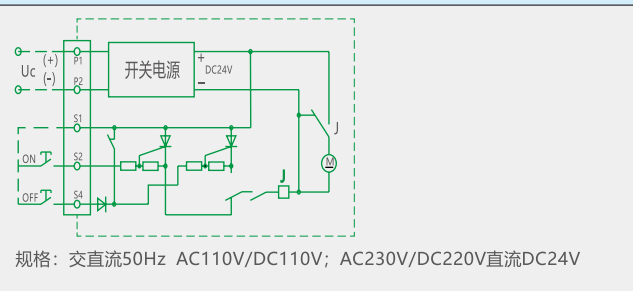 Uc
(+)
(-)
P1
P2
S1
S2
S4
开关电源
+
DC24V
−
ON
OFF
J
M
J
规格：交直流50Hz AC110V/DC110V；AC230V/DC220V直流DC24V